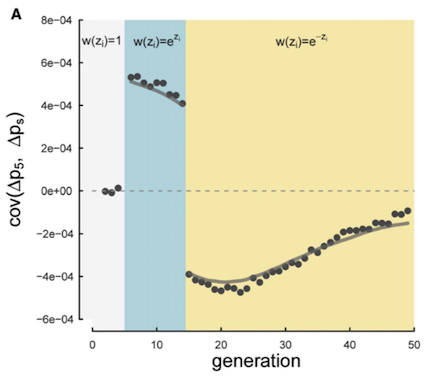 A
w(zᵢ)=1
w(zᵢ)=e^zᵢ
w(zᵢ)=e^−zᵢ
8e−04
6e−04
4e−04
2e−04
0e+00
−2e−04
−4e−04
−6e−04
cov(Δp₅, Δpₛ)
0 10 20 30 40 50
generation